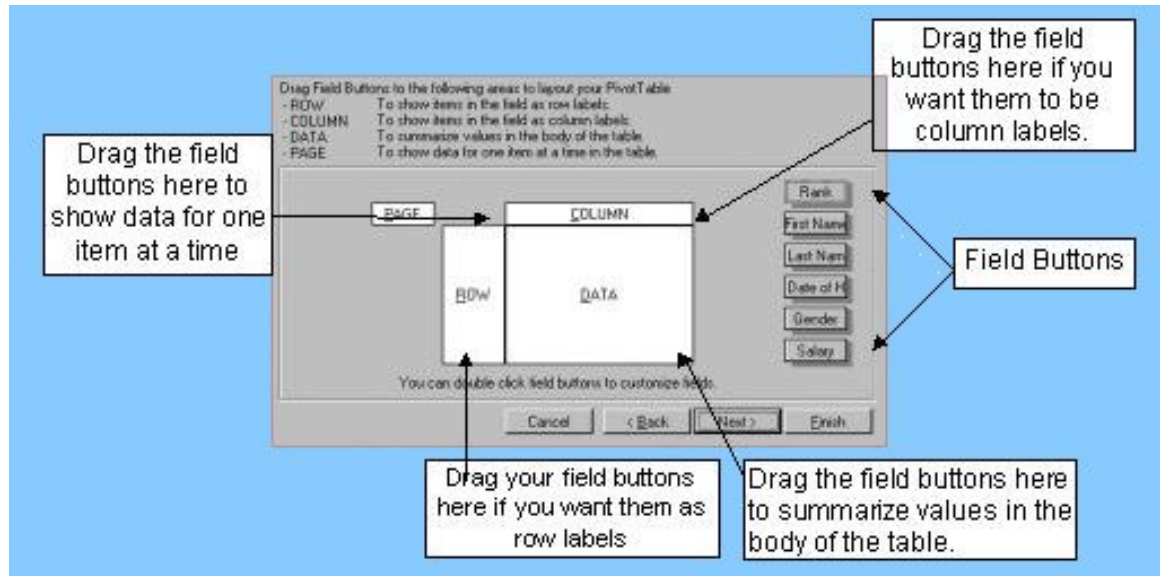 Drag the field
buttons here if you
want them to be
column labels.
Drag Field Buttons to the following areas to layout your PivotTable
- ROW To show items in the field as row labels.
- COLUMN To show items in the field as column labels.
- DATA To summarize values in the body of the table.
- PAGE To show data for one item at a time in the table.
Drag the field
buttons here to
show data for one
item at a time
PAGE
COLUMN
ROW
DATA
Rank
First Name
Last Nam
Date of H
Gender
Salary
Field Buttons
You can double click field buttons to customize fields.
Cancel
< Back
Next >
Finish
Drag your field buttons
here if you want them as
row labels
Drag the field buttons here
to summarize values in the
body of the table.